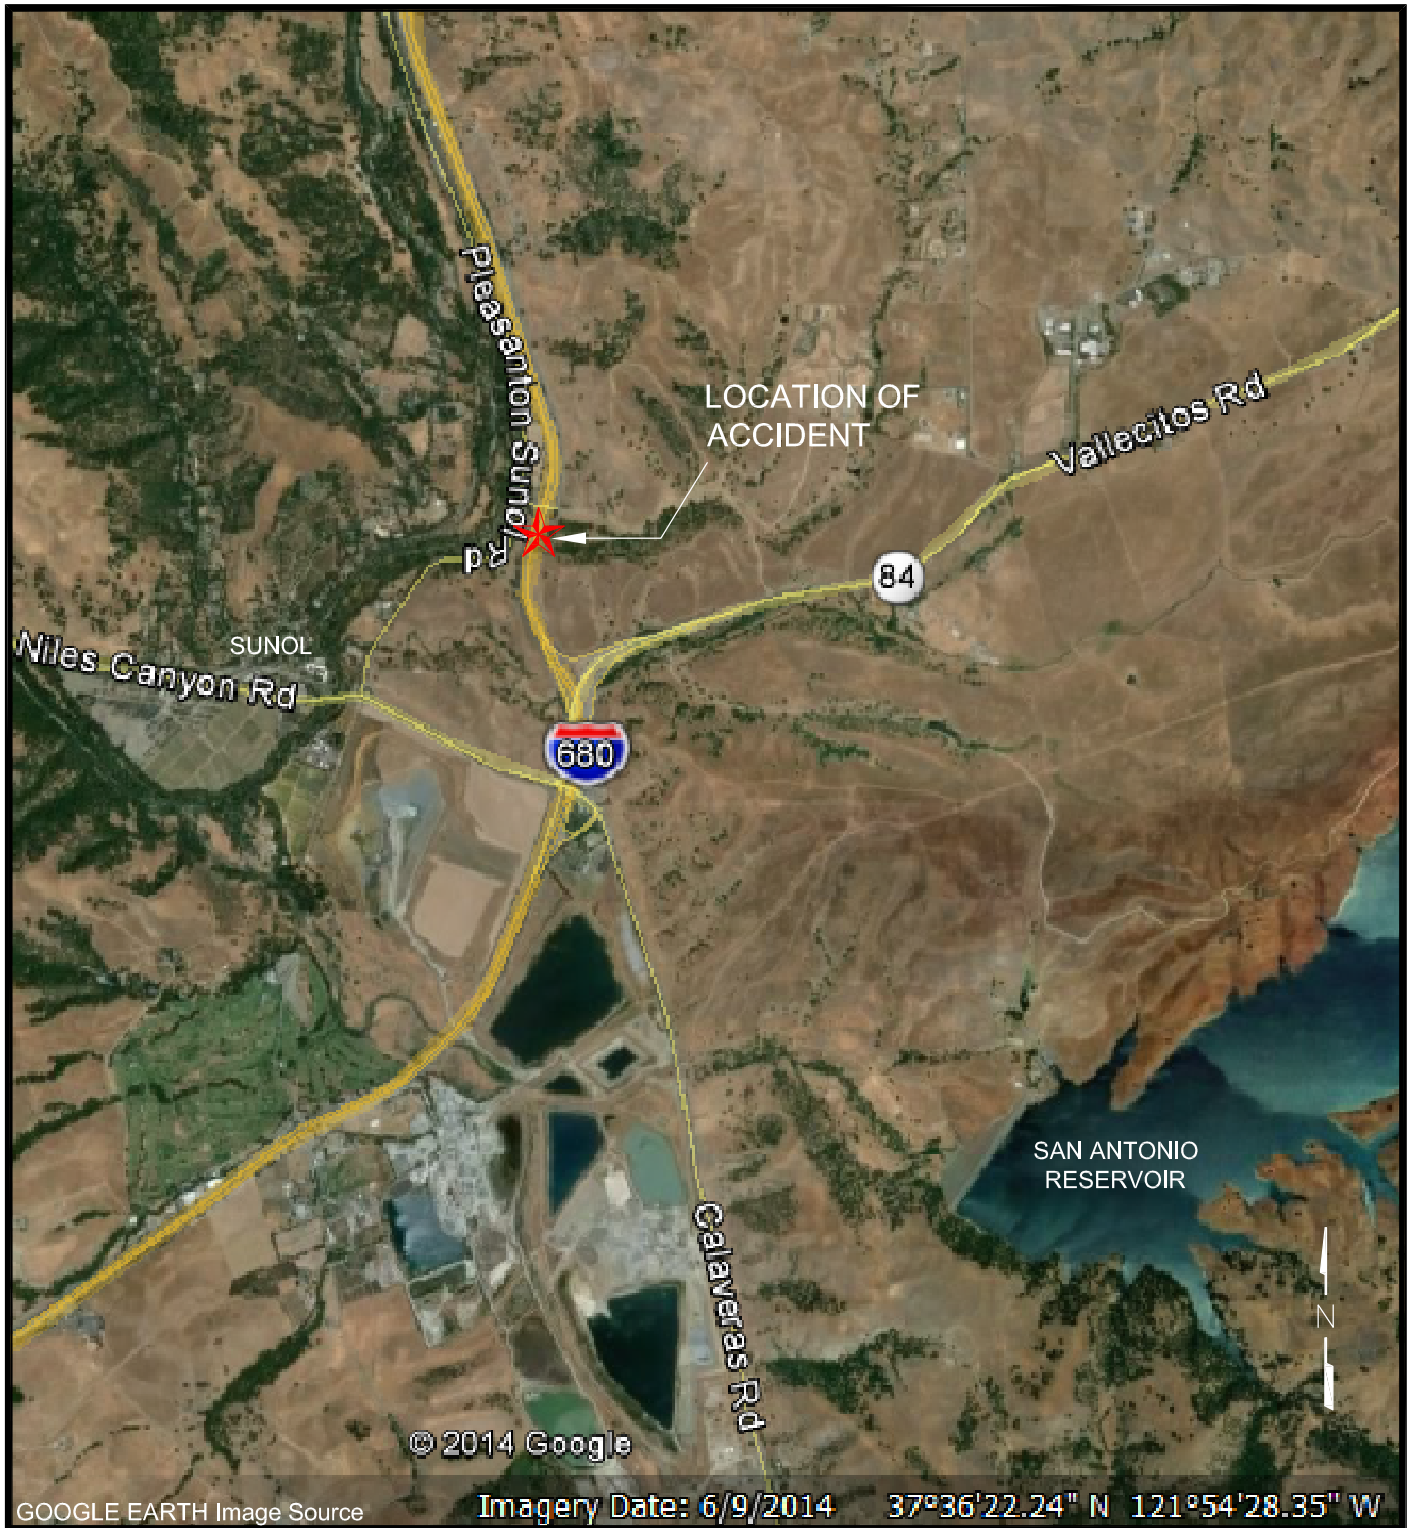 Pleasanton Sunol Rd
LOCATION OF
ACCIDENT
Vallecitos Rd
84
SUNOL
Niles Canyon Rd
680
SAN ANTONIO
RESERVOIR
Calaveras Rd
N
© 2014 Google
GOOGLE EARTH Image Source
Imagery Date: 6/9/2014 37°36'22.24" N 121°54'28.35" W